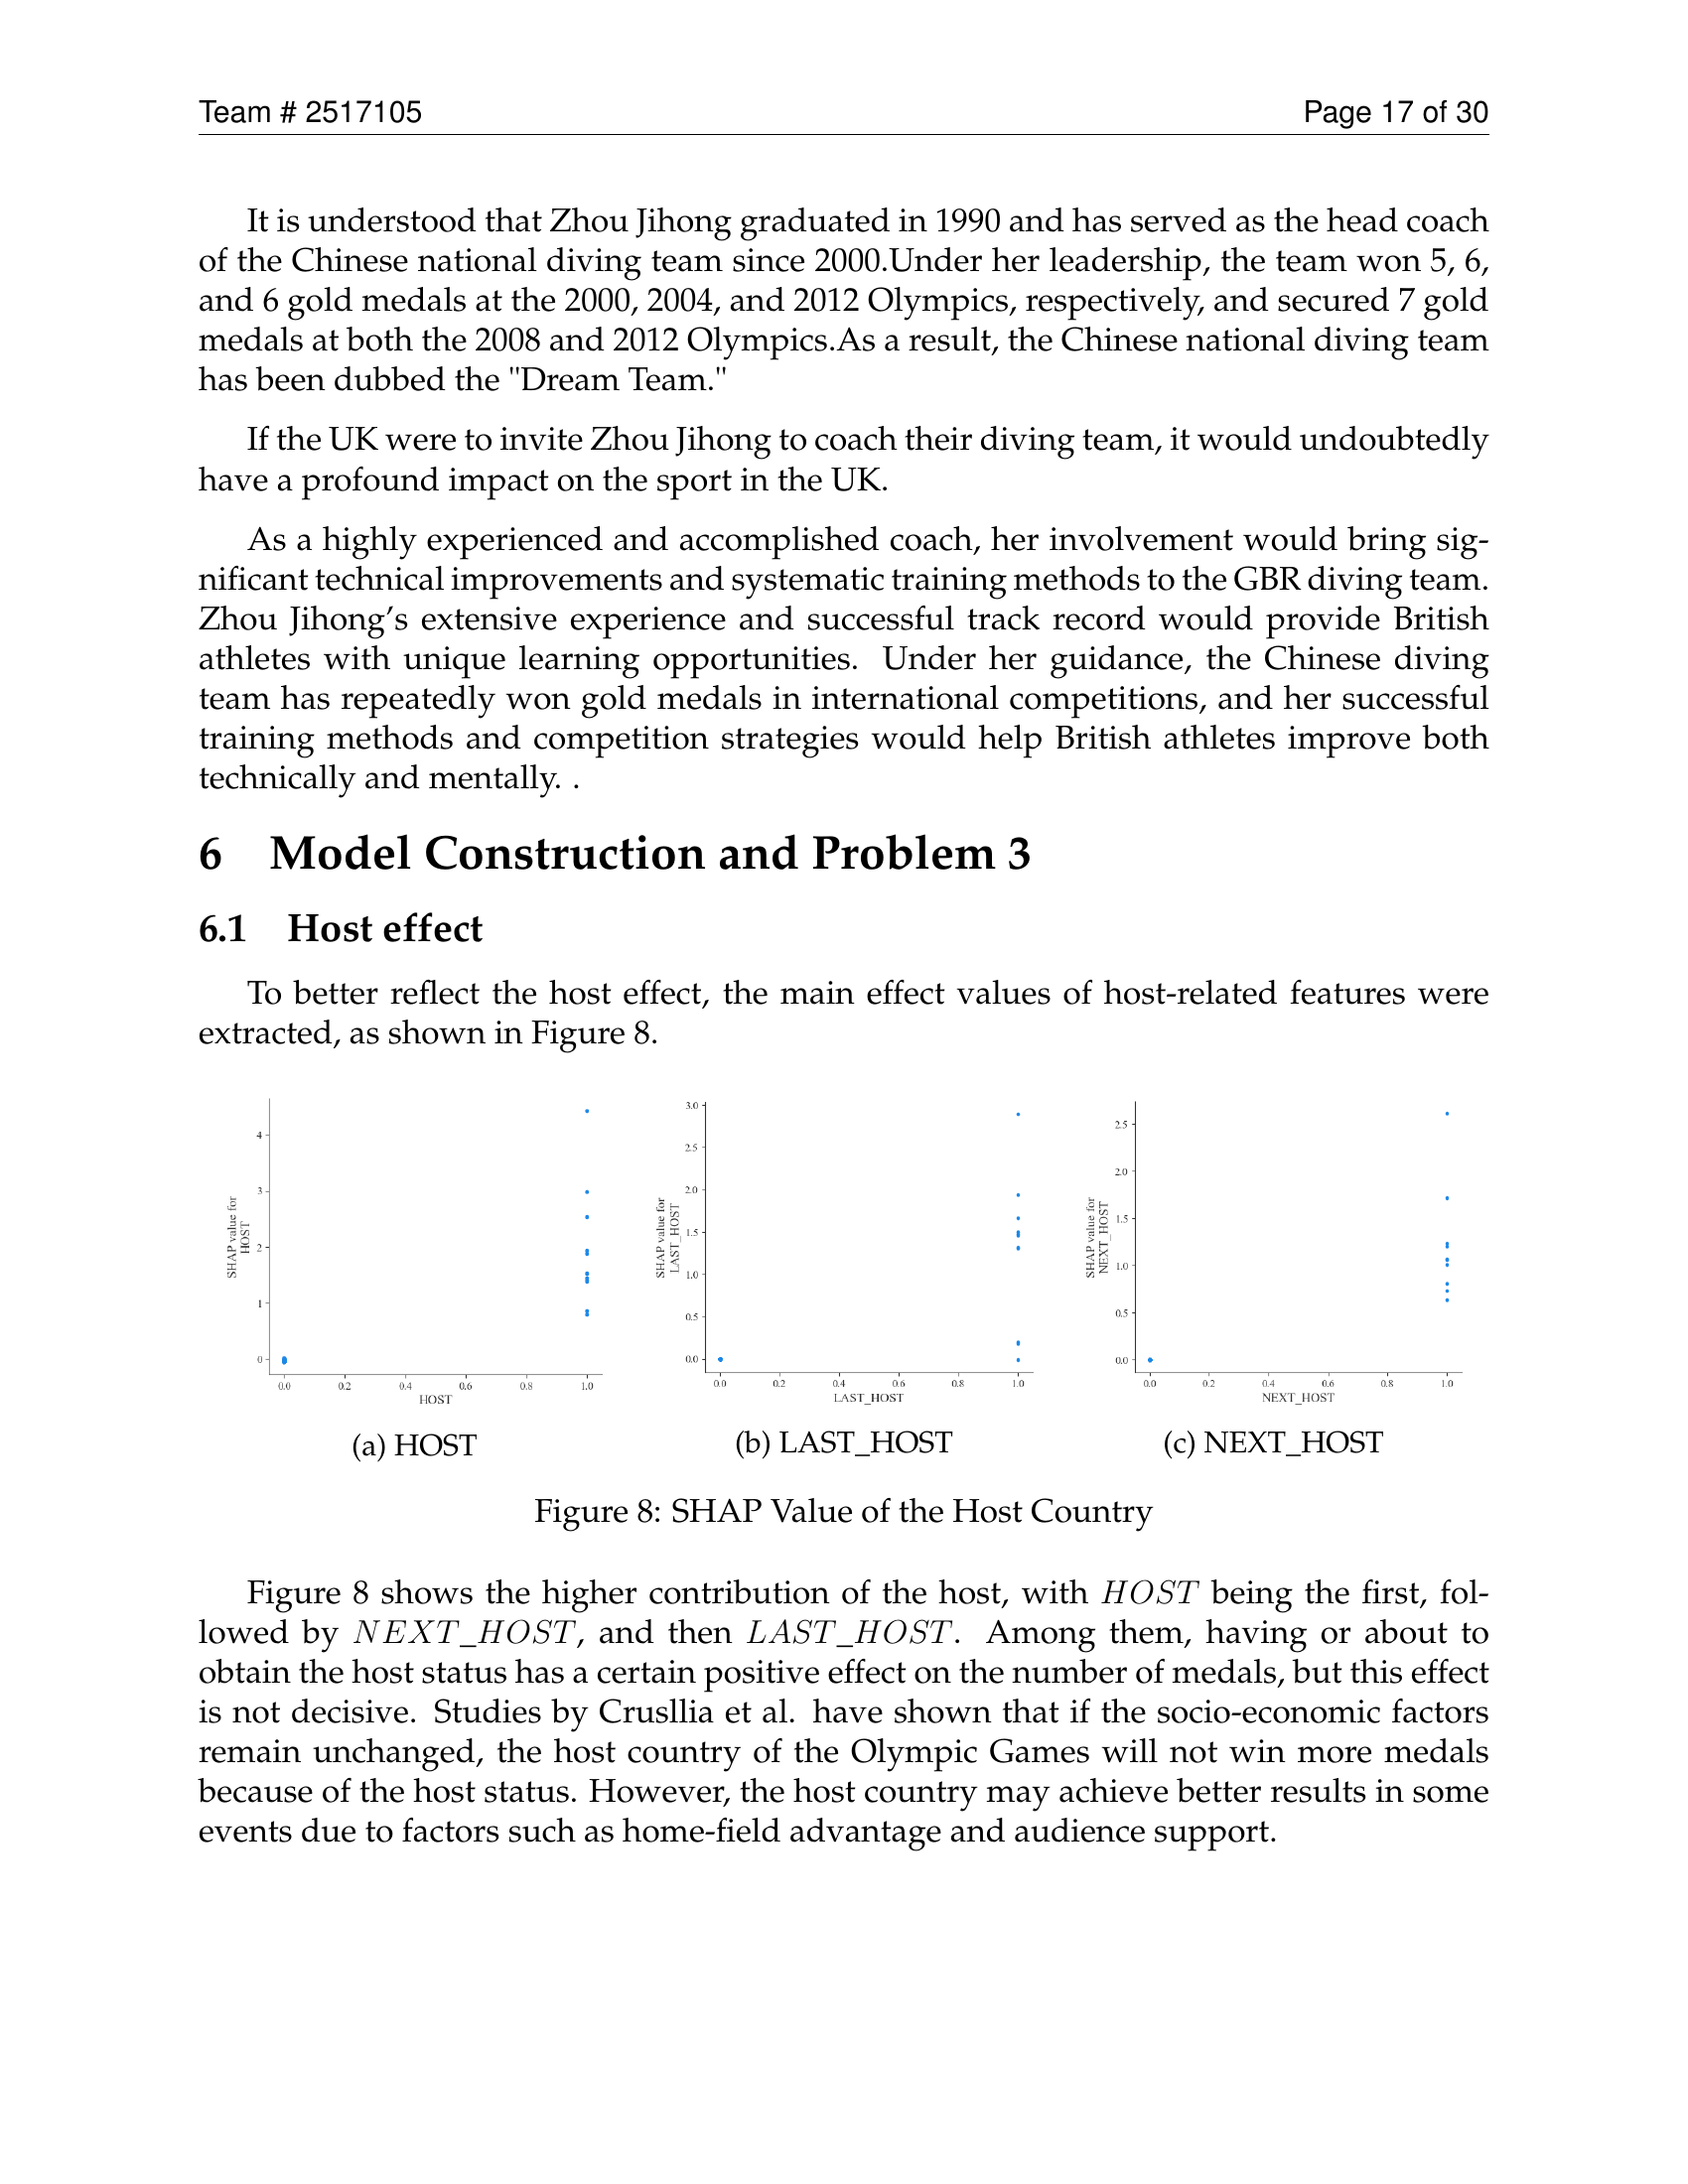 Team # 2517105
Page 17 of 30
It is understood that Zhou Jihong graduated in 1990 and has served as the head coach
of the Chinese national diving team since 2000.Under her leadership, the team won 5, 6,
and 6 gold medals at the 2000, 2004, and 2012 Olympics, respectively, and secured 7 gold
medals at both the 2008 and 2012 Olympics.As a result, the Chinese national diving team
has been dubbed the "Dream Team."
If the UK were to invite Zhou Jihong to coach their diving team, it would undoubtedly
have a profound impact on the sport in the UK.
As a highly experienced and accomplished coach, her involvement would bring sig-
nificant technical improvements and systematic training methods to the GBR diving team.
Zhou Jihong's extensive experience and successful track record would provide British
athletes with unique learning opportunities. Under her guidance, the Chinese diving
team has repeatedly won gold medals in international competitions, and her successful
training methods and competition strategies would help British athletes improve both
technically and mentally. .
6 Model Construction and Problem 3
6.1 Host effect
To better reflect the host effect, the main effect values of host-related features were
extracted, as shown in Figure 8.
SHAP value for
HOST
4
3
2
1
0
0.0 0.2 0.4 0.6 0.8 1.0
HOST
(a) HOST
SHAP value for
LAST_HOST
3.0
2.5
2.0
1.5
1.0
0.5
0.0
0.0 0.2 0.4 0.6 0.8 1.0
LAST_HOST
(b) LAST_HOST
SHAP value for
NEXT_HOST
2.5
2.0
1.5
1.0
0.5
0.0
0.0 0.2 0.4 0.6 0.8 1.0
NEXT_HOST
(c) NEXT_HOST
Figure 8: SHAP Value of the Host Country
Figure 8 shows the higher contribution of the host, with HOST being the first, fol-
lowed by NEXT_HOST, and then LAST_HOST. Among them, having or about to
obtain the host status has a certain positive effect on the number of medals, but this effect
is not decisive. Studies by Crusllia et al. have shown that if the socio-economic factors
remain unchanged, the host country of the Olympic Games will not win more medals
because of the host status. However, the host country may achieve better results in some
events due to factors such as home-field advantage and audience support.